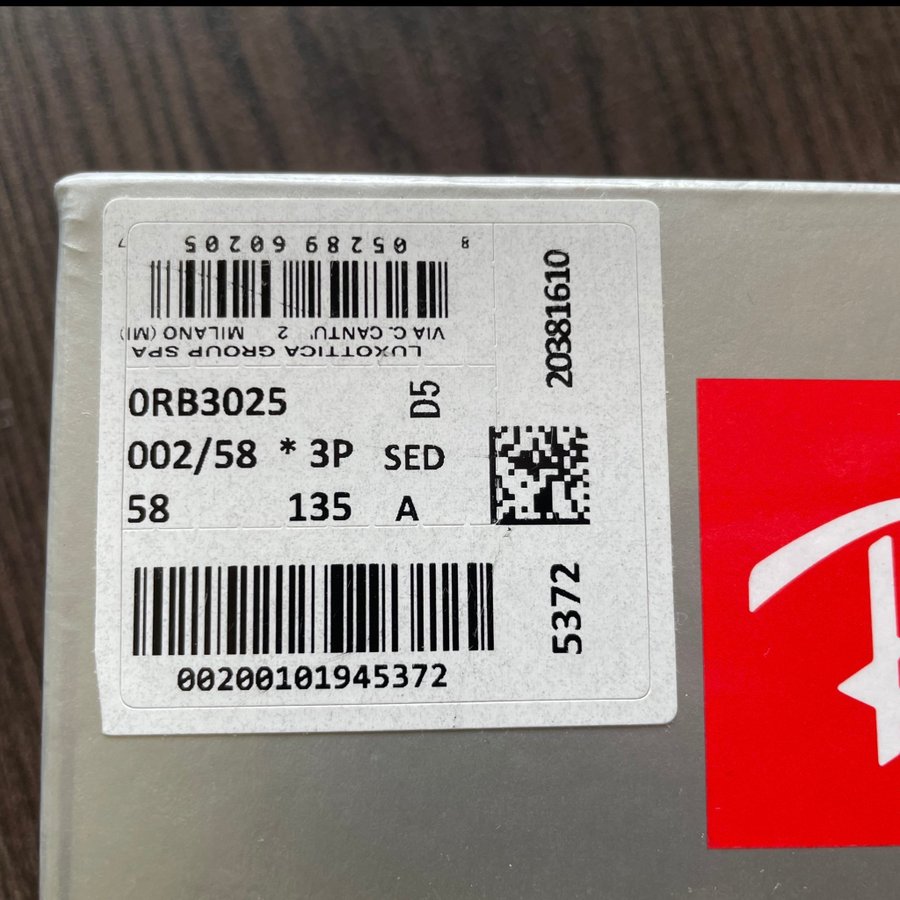 8 05289 60205 7
VIA C. CANTU' 2 MILANO (MI)
LUXOTTICA GROUP SPA
20381610
0RB3025 D5
002/58 * 3P SED
58 135 A
5372
00200101945372